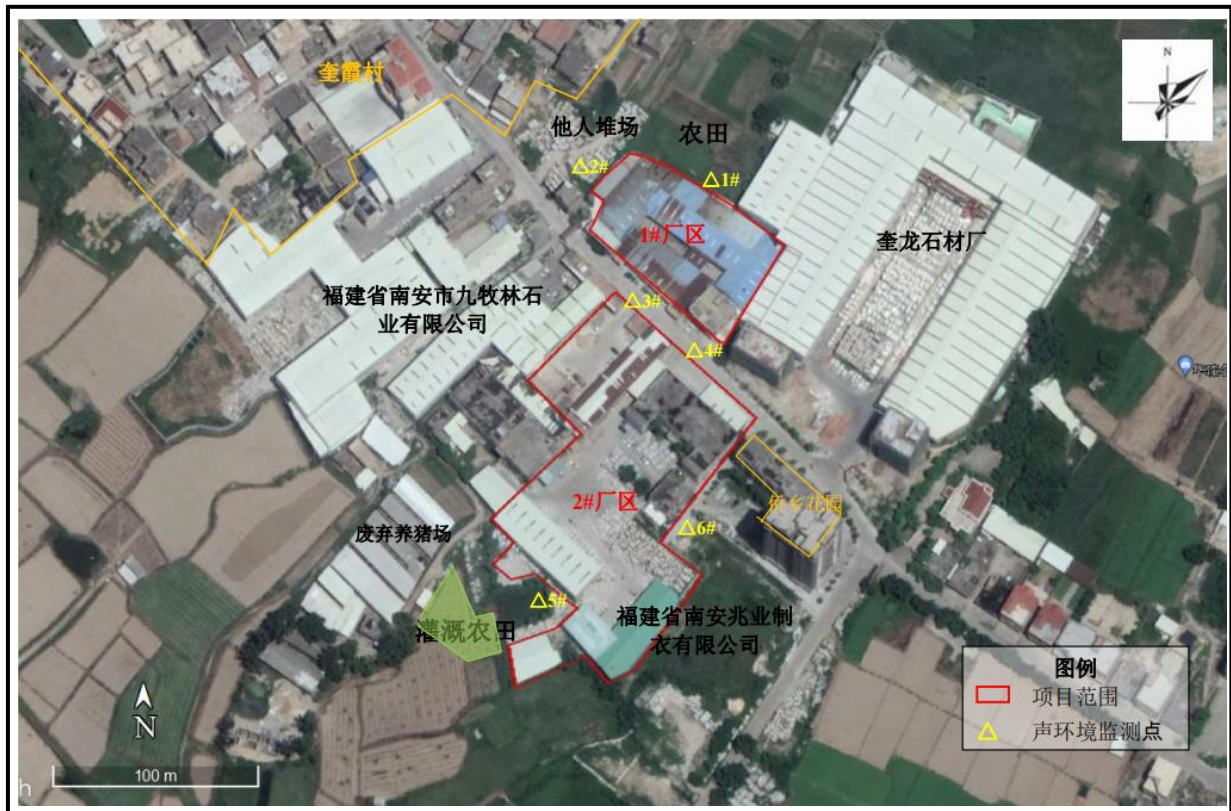 N
奎霞村
他人堆场
农田
△2#
△1#
1#厂区
奎龙石材厂
福建省南安市九牧林石
业有限公司
△3#
△4#
2#厂区
侨乡花园
△6#
废弃养猪场
△5#
灌溉农田
福建省南安兆业制
衣有限公司
图例
项目范围
声环境监测点
N
100 m
h